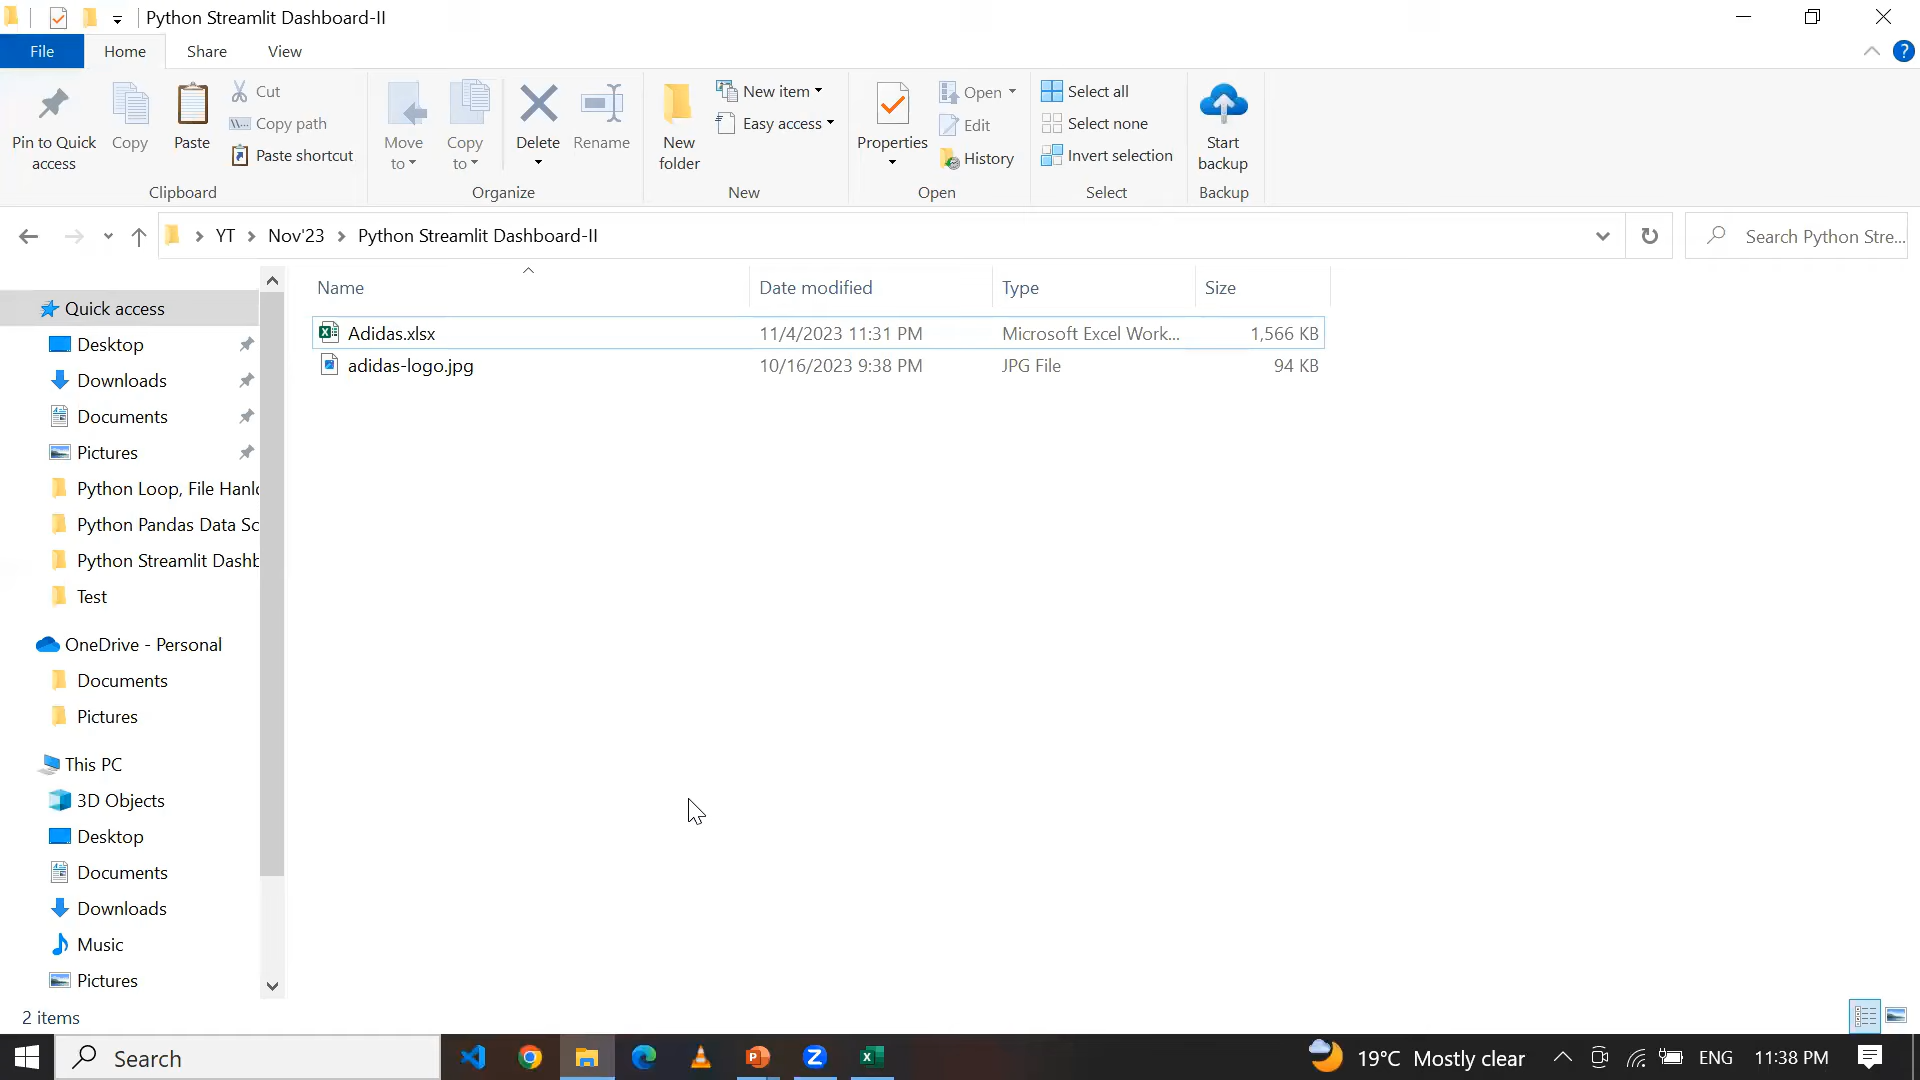 Python Streamlit Dashboard-II
File Home Share View
Pin to Quick access
Copy
Paste
Cut
Copy path
Paste shortcut
Clipboard
Move to
Copy to
Delete
Rename
Organize
New folder
New item
Easy access
New
Properties
Open
Edit
History
Open
Select all
Select none
Invert selection
Select
Start backup
Backup
YT Nov'23 Python Streamlit Dashboard-II
Search Python Stre...
Name Date modified Type Size
Adidas.xlsx 11/4/2023 11:31 PM Microsoft Excel Work... 1,566 KB
adidas-logo.jpg 10/16/2023 9:38 PM JPG File 94 KB
Quick access
Desktop
Downloads
Documents
Pictures
Python Loop, File Hanl
Python Pandas Data Sc
Python Streamlit Dashb
Test
OneDrive - Personal
Documents
Pictures
This PC
3D Objects
Desktop
Documents
Downloads
Music
Pictures
2 items
Search
19°C Mostly clear ENG 11:38 PM